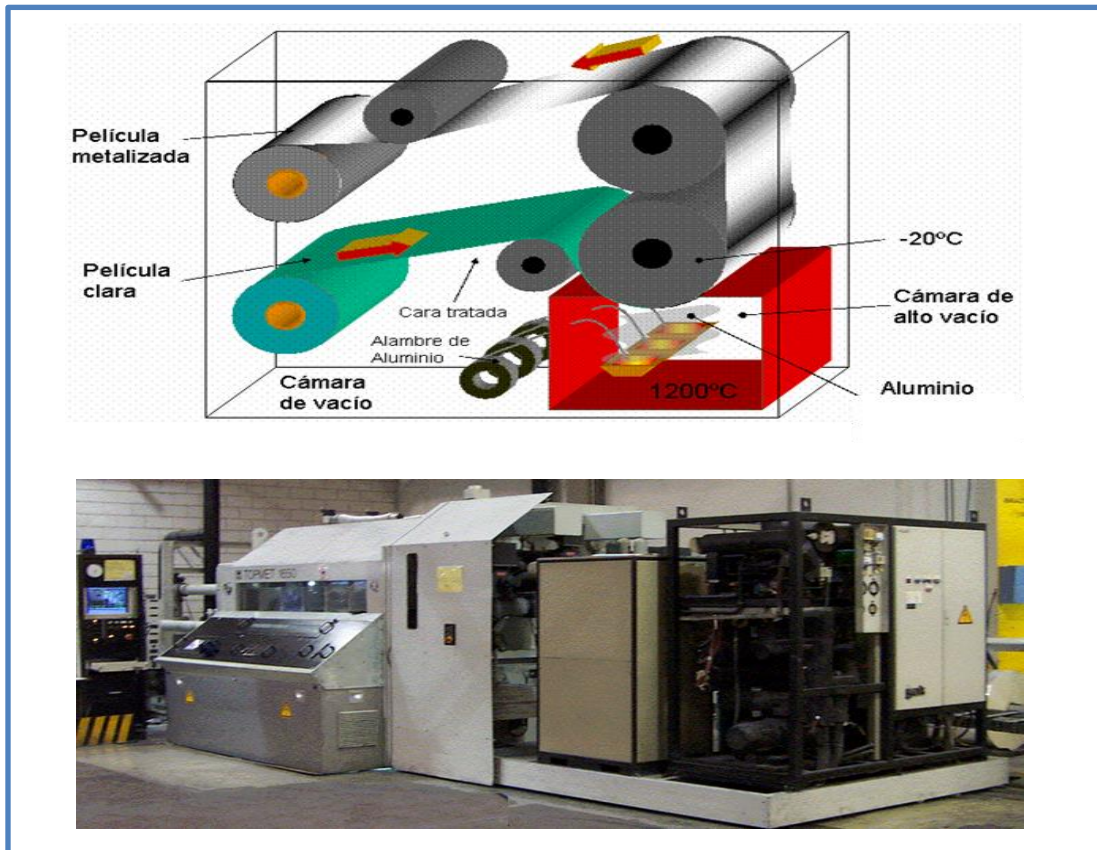 Película
metalizada
Película
clara
Cara tratada
Alambre de
Aluminio
Cámara
de vacío
-20ºC
Cámara de
alto vacío
1200ºC
Aluminio
TOPMET 1650